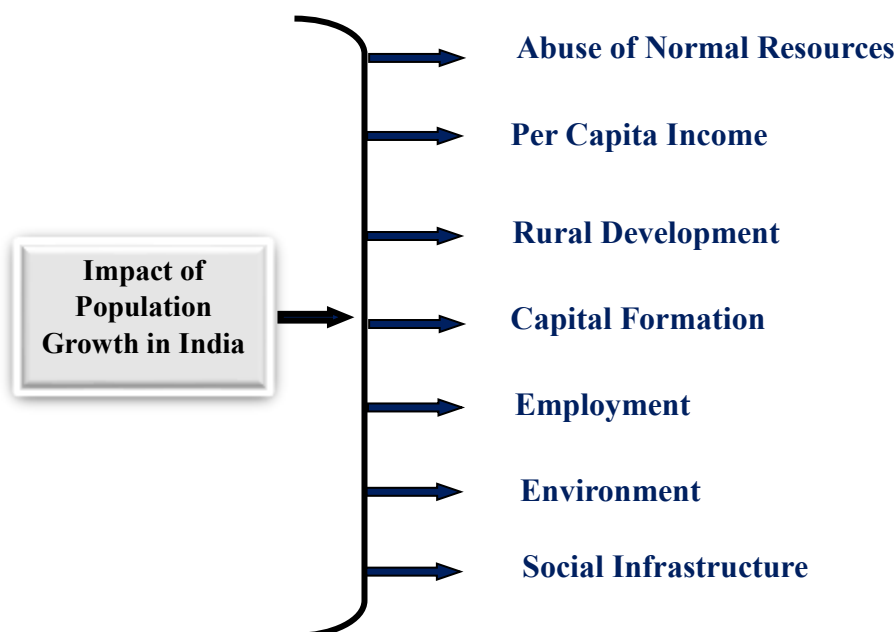 Impact of
Population
Growth in India
Abuse of Normal Resources
Per Capita Income
Rural Development
Capital Formation
Employment
Environment
Social Infrastructure